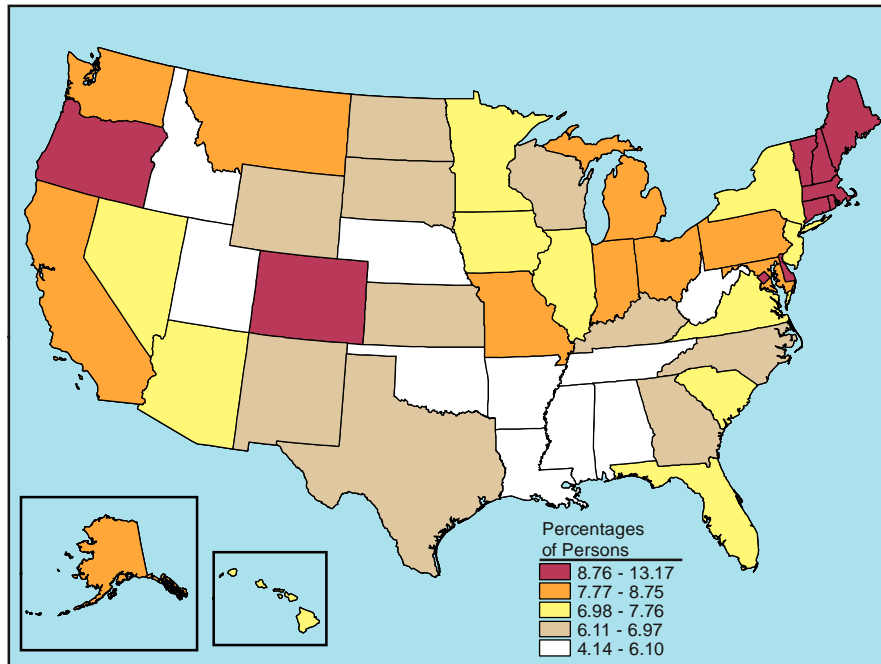 Percentages
of Persons
8.76 - 13.17
7.77 - 8.75
6.98 - 7.76
6.11 - 6.97
4.14 - 6.10